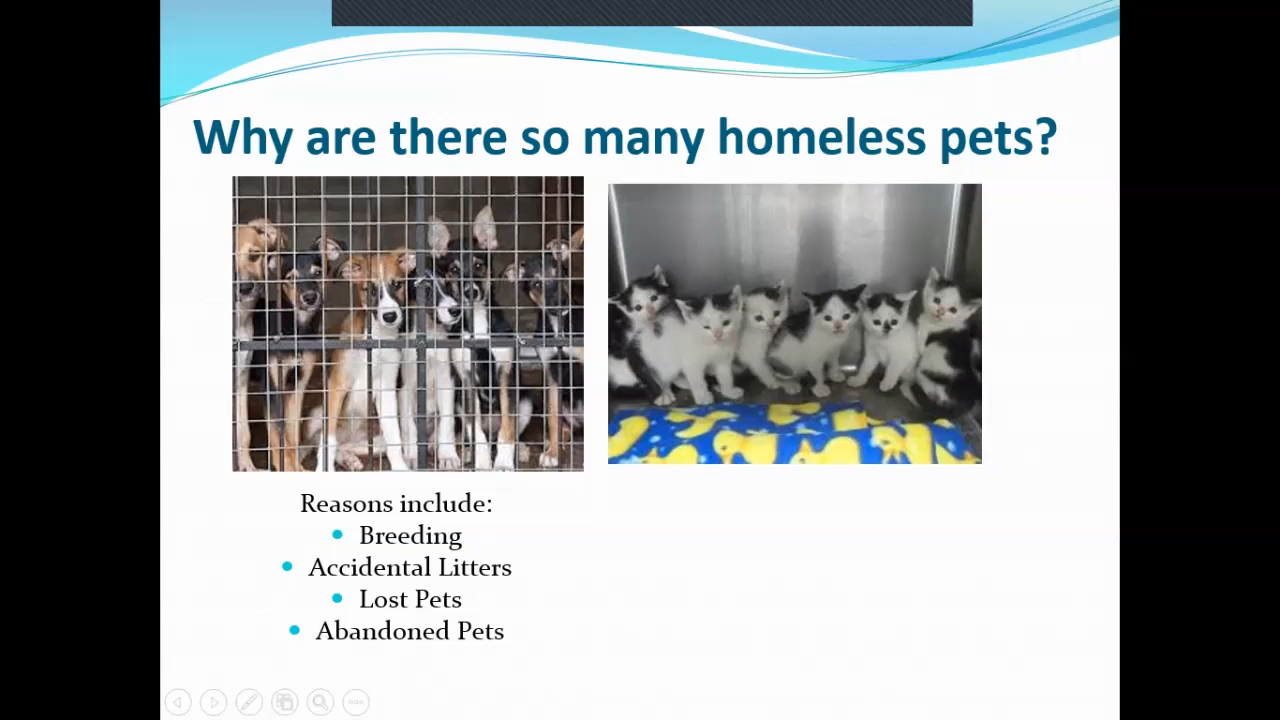 Why are there so many homeless pets?
Reasons include:
• Breeding
• Accidental Litters
• Lost Pets
• Abandoned Pets